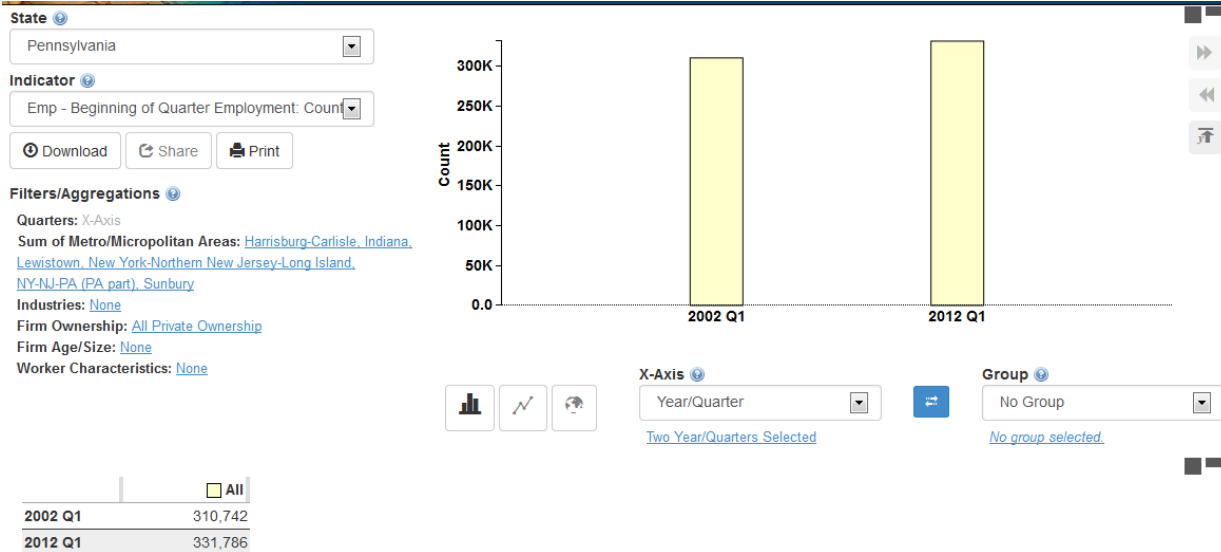 State
Pennsylvania
Indicator
Emp - Beginning of Quarter Employment: Count
Download
Share
Print
Filters/Aggregations
Quarters: X-Axis
Sum of Metro/Micropolitan Areas: Harrisburg-Carlisle, Indiana,
Lewistown, New York-Northern New Jersey-Long Island,
NY-NJ-PA (PA part), Sunbury
Industries: None
Firm Ownership: All Private Ownership
Firm Age/Size: None
Worker Characteristics: None
Count
300K
250K
200K
150K
100K
50K
0.0
2002 Q1
2012 Q1
X-Axis
Year/Quarter
Two Year/Quarters Selected
Group
No Group
No group selected.
All
2002 Q1 310,742
2012 Q1 331,786